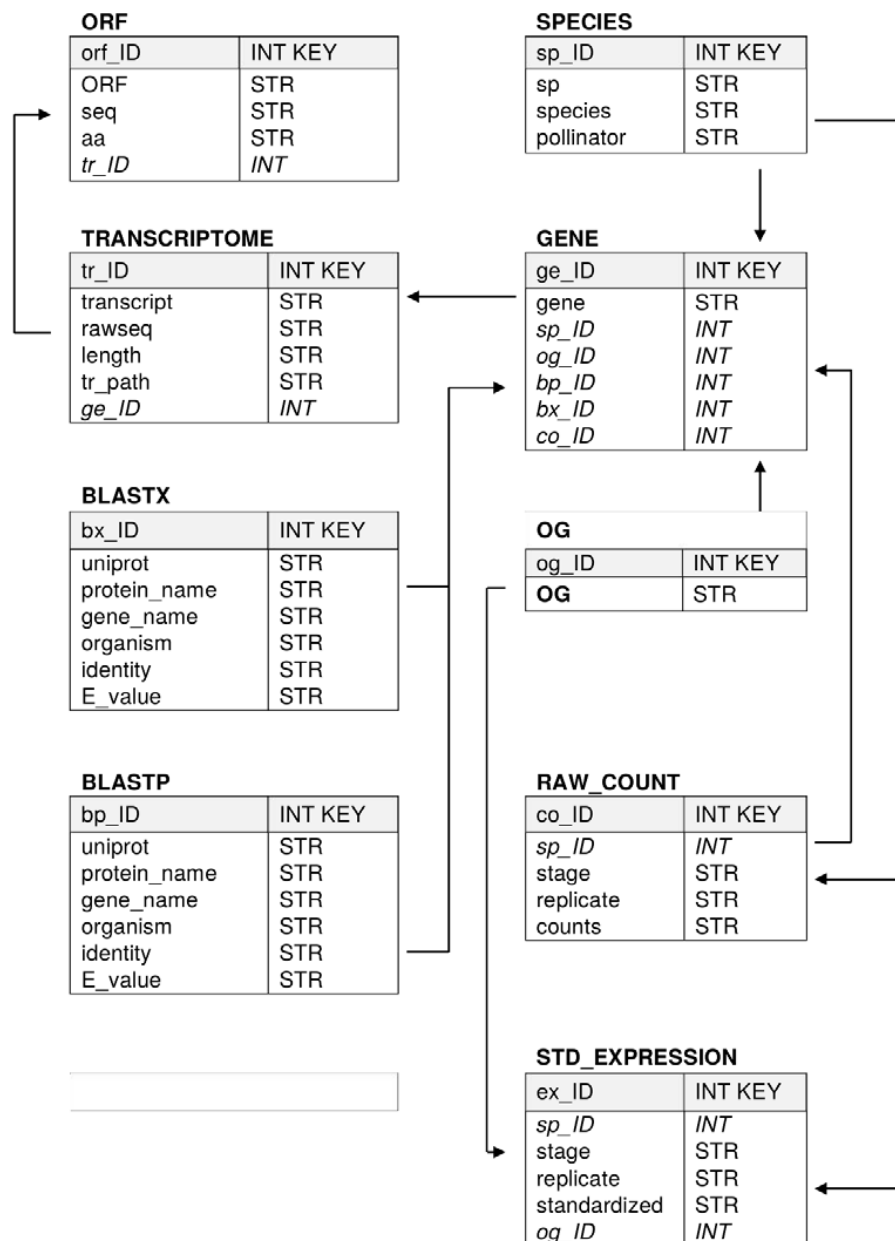 ORF
orf_ID INT KEY
ORF STR
seq STR
aa STR
tr_ID INT
SPECIES
sp_ID INT KEY
sp STR
species STR
pollinator STR
TRANSCRIPTOME
tr_ID INT KEY
transcript STR
rawseq STR
length STR
tr_path STR
ge_ID INT
GENE
ge_ID INT KEY
gene STR
sp_ID INT
og_ID INT
bp_ID INT
bx_ID INT
co_ID INT
BLASTX
bx_ID INT KEY
uniprot STR
protein_name STR
gene_name STR
organism STR
identity STR
E_value STR
OG
og_ID INT KEY
OG STR
BLASTP
bp_ID INT KEY
uniprot STR
protein_name STR
gene_name STR
organism STR
identity STR
E_value STR
RAW_COUNT
co_ID INT KEY
sp_ID INT
stage STR
replicate STR
counts STR
STD_EXPRESSION
ex_ID INT KEY
sp_ID INT
stage STR
replicate STR
standardized STR
og_ID INT